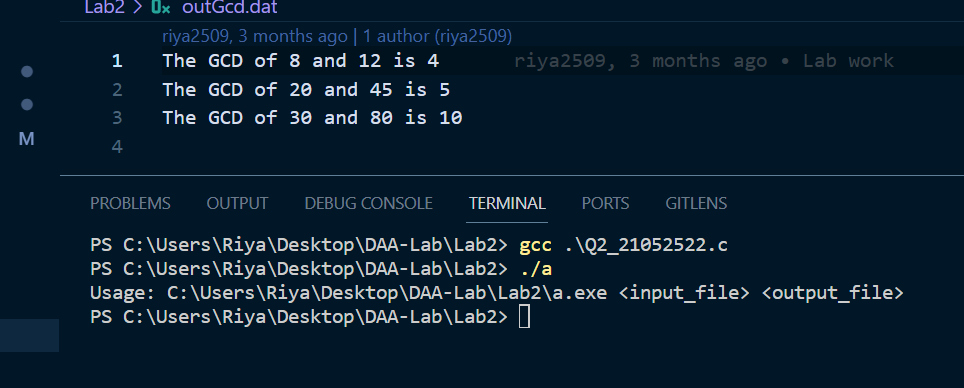 Lab2 > outGcd.dat
riya2509, 3 months ago | 1 author (riya2509)
1 The GCD of 8 and 12 is 4 riya2509, 3 months ago • Lab work
2 The GCD of 20 and 45 is 5
3 The GCD of 30 and 80 is 10
M
4
PROBLEMS OUTPUT DEBUG CONSOLE TERMINAL PORTS GITLENS
PS C:\Users\Riya\Desktop\DAA-Lab\Lab2> gcc .\Q2_21052522.c
PS C:\Users\Riya\Desktop\DAA-Lab\Lab2> ./a
Usage: C:\Users\Riya\Desktop\DAA-Lab\Lab2\a.exe <input_file> <output_file>
PS C:\Users\Riya\Desktop\DAA-Lab\Lab2>